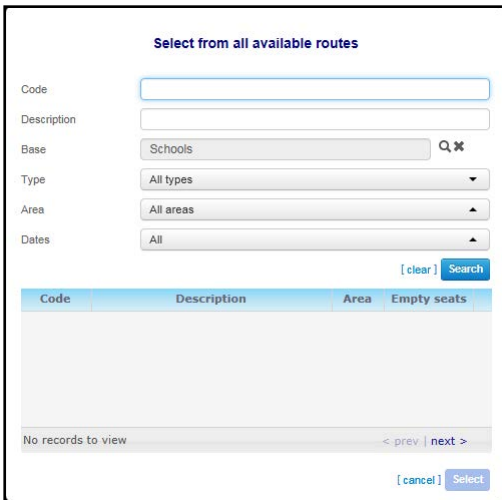 Select from all available routes
Code
Description
Base Schools
Type All types
Area All areas
Dates All
[ clear ] Search
Code Description Area Empty seats
No records to view < prev | next >
[ cancel ] Select